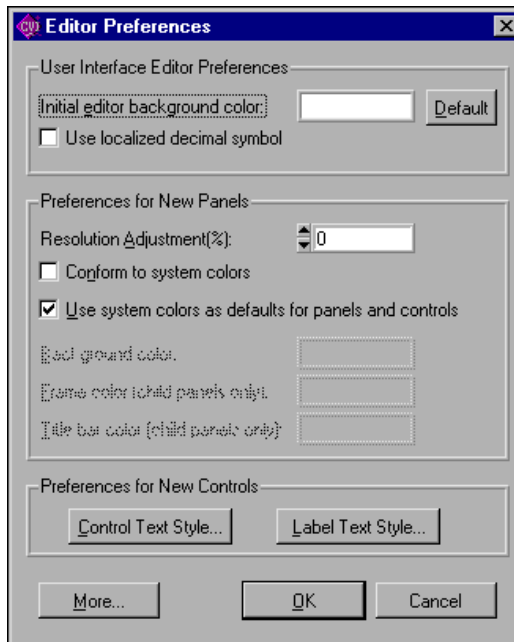 CVI Editor Preferences
User Interface Editor Preferences
Initial editor background color:
Default
Use localized decimal symbol
Preferences for New Panels
Resolution Adjustment(%):
0
Conform to system colors
Use system colors as defaults for panels and controls
Background color:
Frame color (child panels only):
Title bar color (child panels only):
Preferences for New Controls
Control Text Style...
Label Text Style...
More...
OK
Cancel